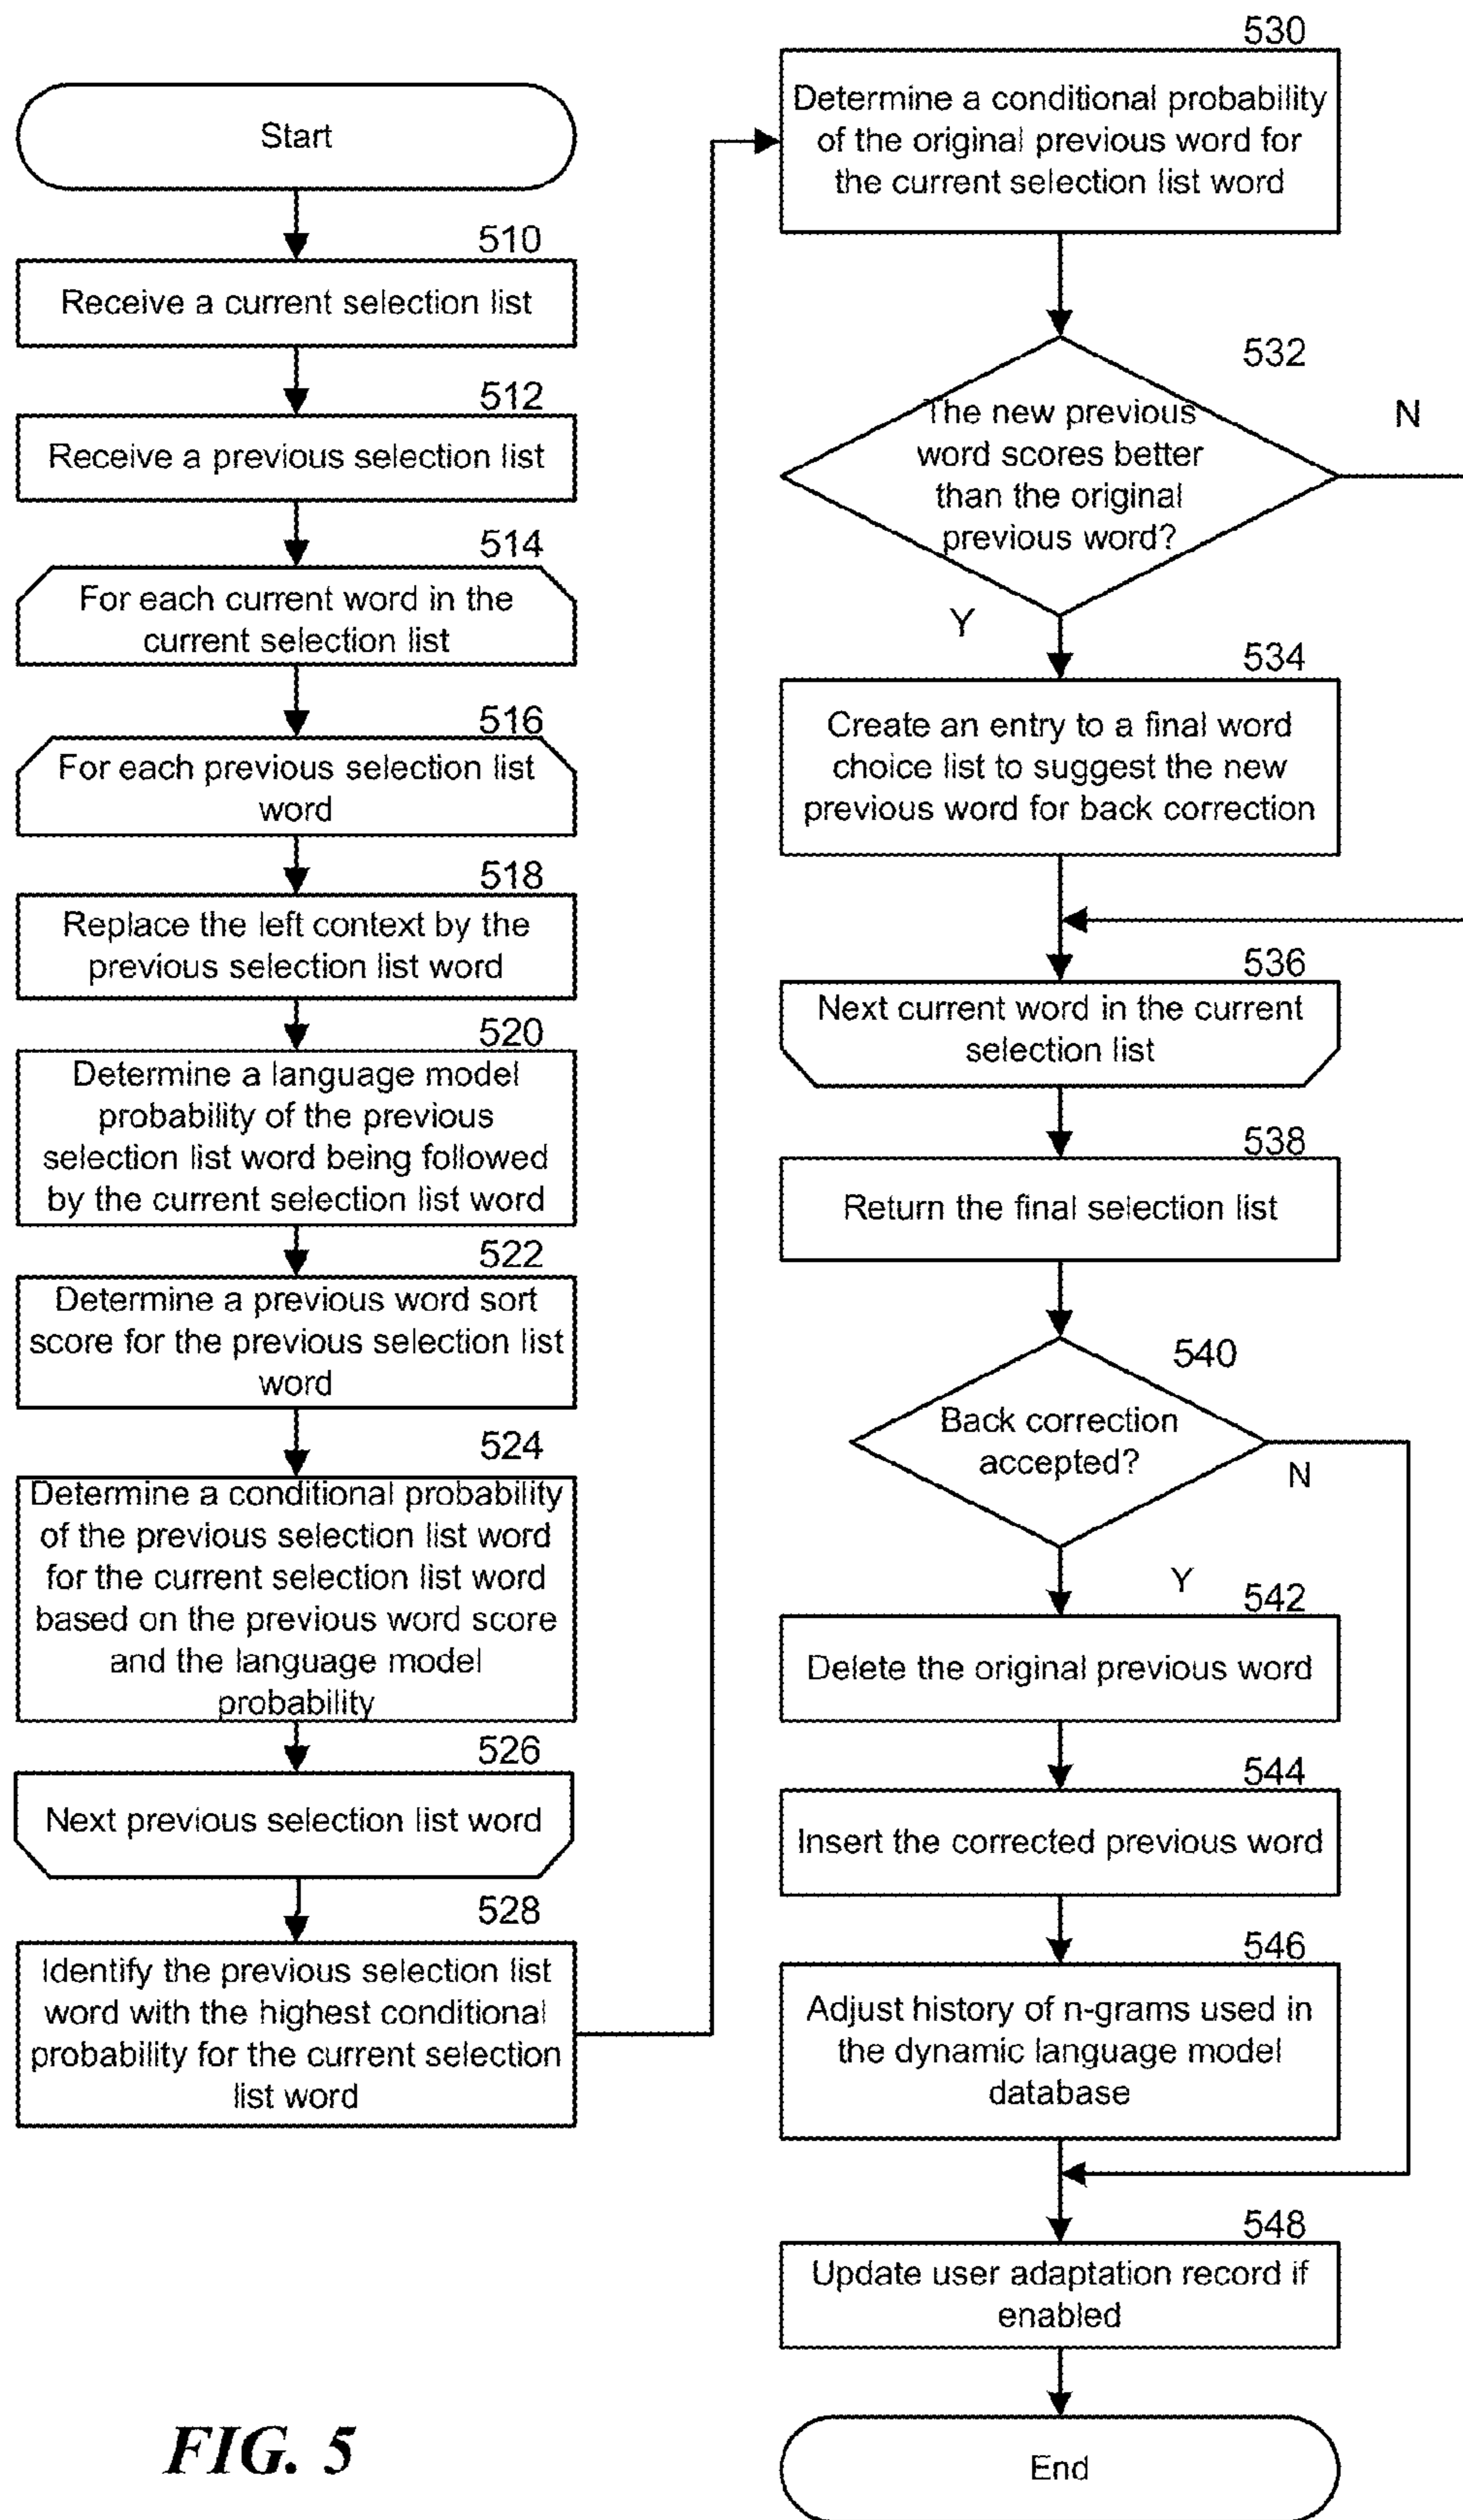 Start
510
Receive a current selection list
512
Receive a previous selection list
514
For each current word in the
current selection list
516
For each previous selection list
word
518
Replace the left context by the
previous selection list word
520
Determine a language model
probability of the previous
selection list word being followed
by the current selection list word
522
Determine a previous word sort
score for the previous selection list
word
524
Determine a conditional probability
of the previous selection list word
for the current selection list word
based on the previous word score
and the language model
probability
526
Next previous selection list word
528
Identify the previous selection list
word with the highest conditional
probability for the current selection
list word
530
Determine a conditional probability
of the original previous word for
the current selection list word
532
The new previous
word scores better
than the original
previous word?
N
Y
534
Create an entry to a final word
choice list to suggest the new
previous word for back correction
536
Next current word in the current
selection list
538
Return the final selection list
540
Back correction
accepted?
N
Y
542
Delete the original previous word
544
Insert the corrected previous word
546
Adjust history of n-grams used in
the dynamic language model
database
548
Update user adaptation record if
enabled
End
FIG. 5